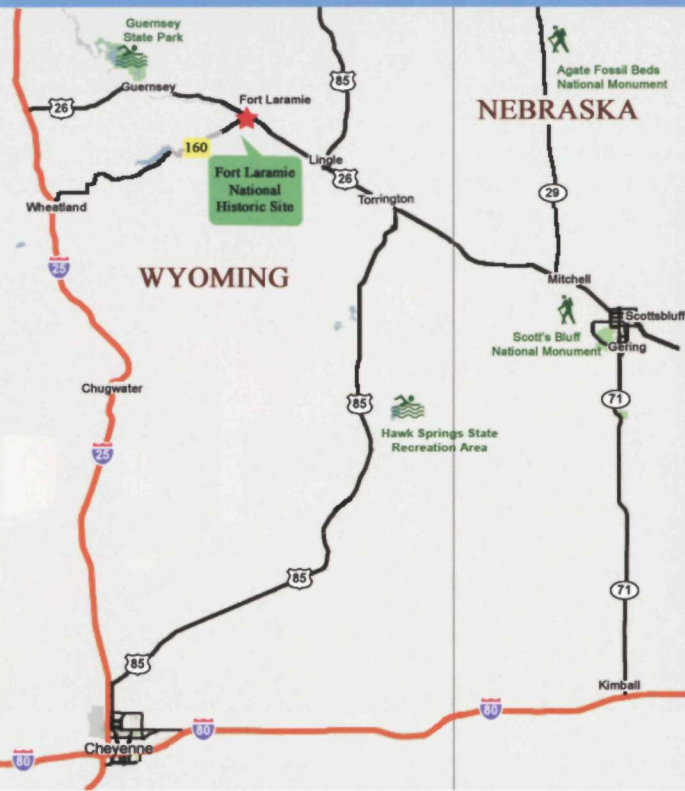 Guernsey
State Park
85
Agate Fossil Beds
National Monument
26
Guernsey
Fort Laramie
NEBRASKA
160
Lingle
Fort Laramie
National
Historic Site
26
Torrington
29
Wheatland
25
WYOMING
Mitchell
Scottsbluff
Scott's Bluff
National Monument
Gering
Chugwater
85
71
Hawk Springs State
Recreation Area
25
85
71
85
Kimball
80
80
Cheyenne
80